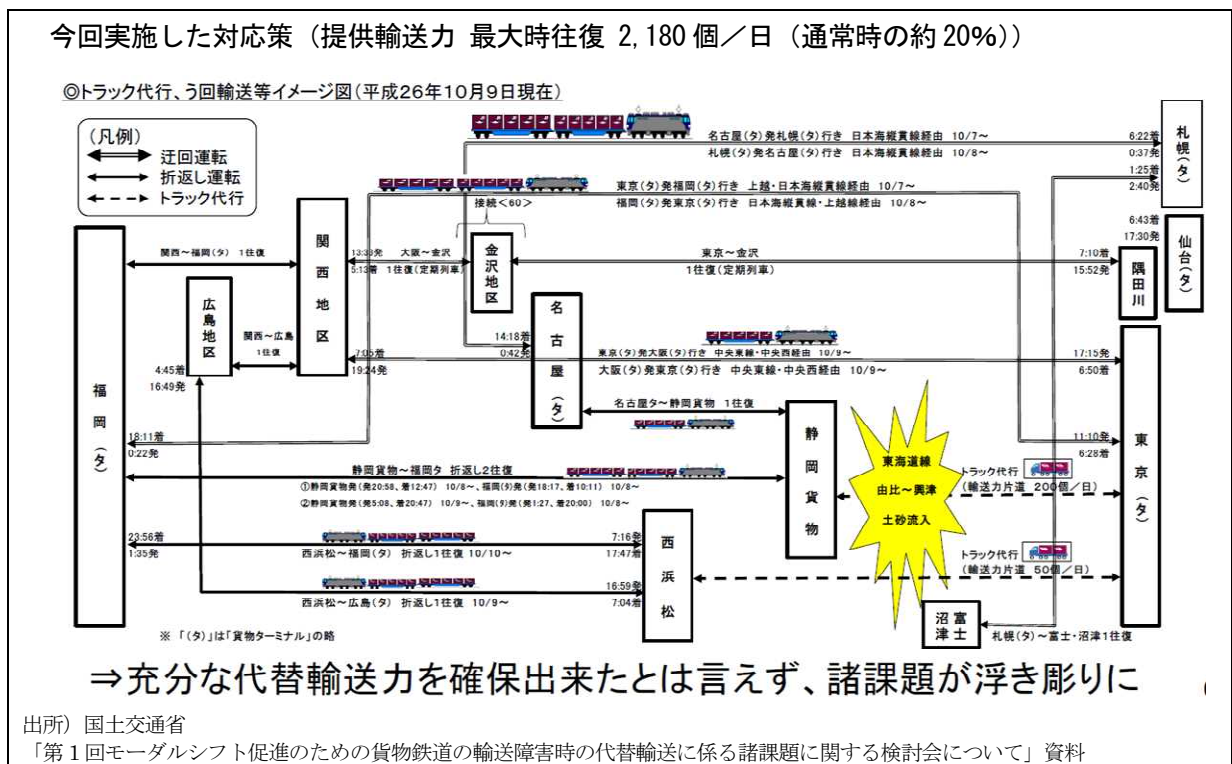 今回実施した対応策（提供輸送力 最大時往復 2,180 個／日（通常時の約 20%））
◎トラック代行、う回輸送等イメージ図（平成26年10月9日現在）
（凡例）
迂回運転
折返し運転
トラック代行
名古屋(タ)発札幌(タ)行き 日本海縦貫線経由 10/7～
札幌(タ)発名古屋(タ)行き 日本海縦貫線経由 10/8～
6:22着
0:37発
1:25着
2:40発
札幌(タ)
東京(タ)発福岡(タ)行き 上越・日本海縦貫線経由 10/7～
福岡(タ)発東京(タ)行き 日本海縦貫線・上越線経由 10/8～
接続<60>
6:43着
17:30発
仙台(タ)
関西～福岡(タ) 1往復
関西地区
13:33発
5:13着
大阪～金沢
1往復(定期列車)
金沢地区
東京～金沢
1往復(定期列車)
7:10着
15:52発
隅田川
広島地区
関西～広島
1往復
4:45着
16:49発
7:05着
19:24発
14:18着
0:42発
名古屋(タ)
東京(タ)発大阪(タ)行き 中央東線・中央西経由 10/9～
大阪(タ)発東京(タ)行き 中央東線・中央西経由 10/9～
17:15発
6:50着
福岡(タ)
名古屋タ～静岡貨物 1往復
静岡貨物
18:11着
0:22発
11:10発
6:28着
東京(タ)
東海道線
由比～興津
土砂流入
トラック代行
(輸送力片道 200個／日)
静岡貨物～福岡タ 折返し2往復
①静岡貨物発(発20:58、着12:47) 10/8～、福岡(タ)発(発18:17、着10:11) 10/8～
②静岡貨物発(発5:08、着20:47) 10/9～、福岡(タ)発(発1:27、着20:00) 10/8～
23:56着
1:35発
西浜松～福岡(タ) 折返し1往復 10/10～
7:16発
17:47着
西浜松
トラック代行
(輸送力片道 50個／日)
西浜松～広島(タ) 折返し1往復 10/9～
16:59発
7:04着
富士
沼津
札幌(タ)～富士・沼津1往復
※ 「(タ)」は「貨物ターミナル」の略
⇒充分な代替輸送力を確保出来たとは言えず、諸課題が浮き彫りに
出所）国土交通省
「第１回モーダルシフト促進のための貨物鉄道の輸送障害時の代替輸送に係る諸課題に関する検討会について」資料